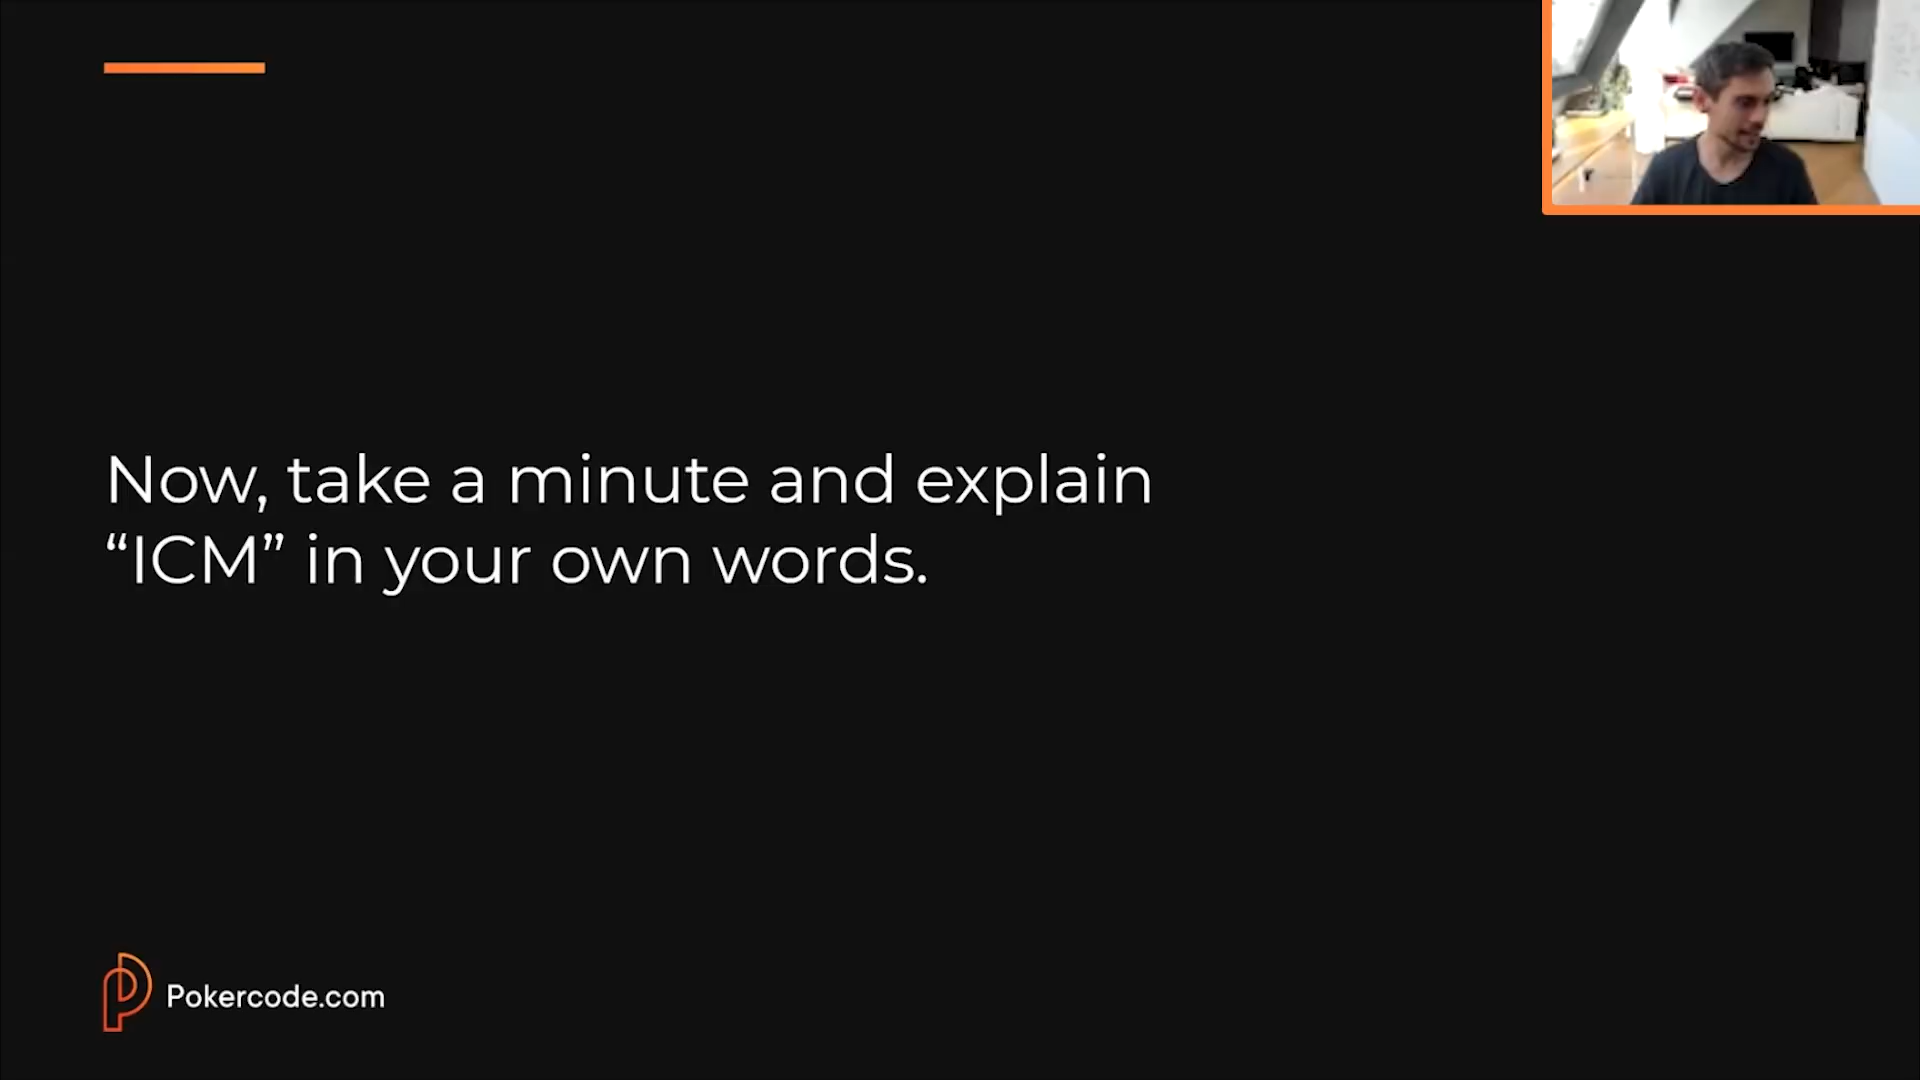 Now, take a minute and explain
“ICM” in your own words.
Pokercode.com